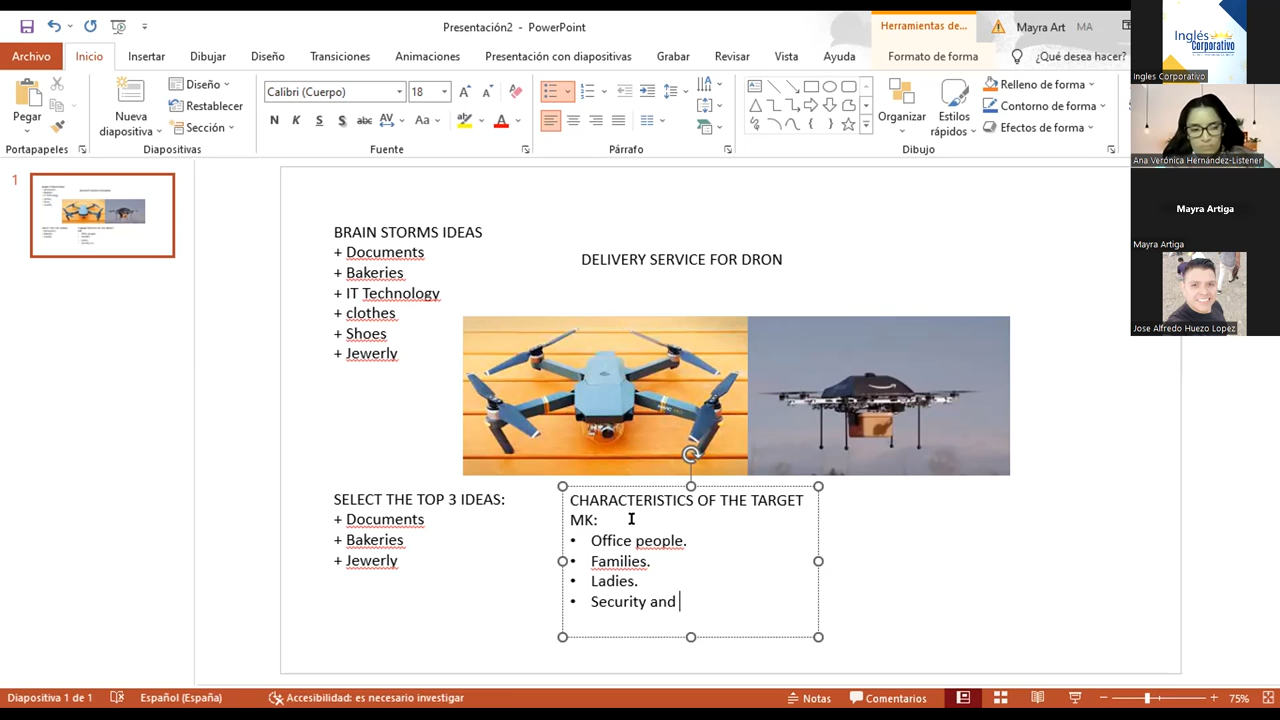 Presentación2 - PowerPoint
Herramientas de...
Mayra Art
MA
Archivo
Inicio
Insertar
Dibujar
Diseño
Transiciones
Animaciones
Presentación con diapositivas
Grabar
Revisar
Vista
Ayuda
Formato de forma
¿Qué desea hacer?
Pegar
Nueva
diapositiva
Diseño
Restablecer
Sección
Calibri (Cuerpo)
18
N
K
S
S
abc
AV
Aa
A
Organizar
Estilos
rápidos
Relleno de forma
Contorno de forma
Efectos de forma
Portapapeles
Diapositivas
Fuente
Párrafo
Dibujo
1
BRAIN STORMS IDEAS
+ Documents
+ Bakeries
+ IT Technology
+ clothes
+ Shoes
+ Jewerly
DELIVERY SERVICE FOR DRON
SELECT THE TOP 3 IDEAS:
+ Documents
+ Bakeries
+ Jewerly
CHARACTERISTICS OF THE TARGET
MK:
• Office people.
• Families.
• Ladies.
• Security and
Inglés
Corporativo
Ingles Corporativo
Ana Verónica Hernández-Listener
Mayra Artiga
Mayra Artiga
Jose Alfredo Huezo Lopez
Diapositiva 1 de 1
Español (España)
Accesibilidad: es necesario investigar
Notas
Comentarios
75%